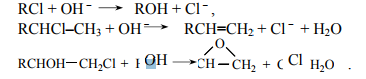 RCl + OH⁻ → ROH + Cl⁻,
RCHCl–CH₃ + OH⁻ → RCH=CH₂ + Cl⁻ + H₂O
O
RCHOH—CH₂Cl + OH → CH—CH₂ + Cl H₂O .